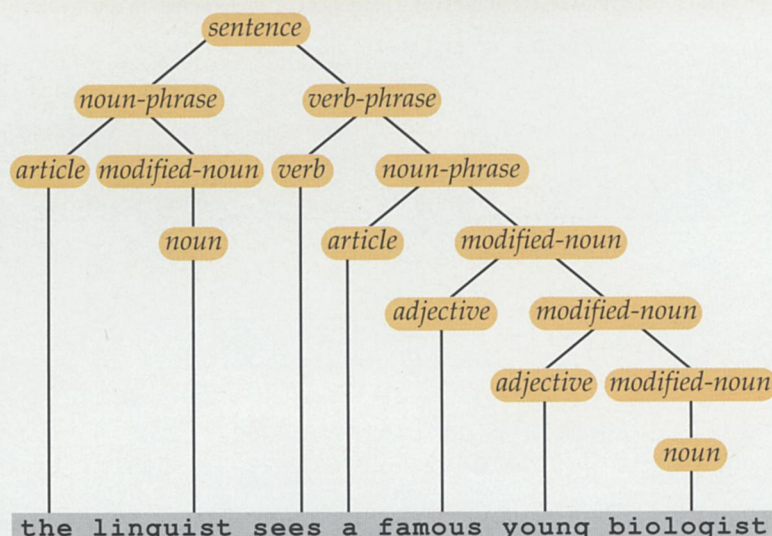 sentence
noun-phrase verb-phrase
article modified-noun verb noun-phrase
noun article modified-noun
adjective modified-noun
adjective modified-noun
noun
the linguist sees a famous young biologist